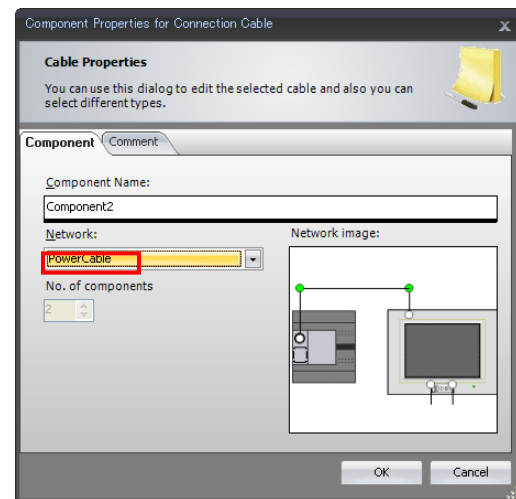 Component Properties for Connection Cable
x
Cable Properties
You can use this dialog to edit the selected cable and also you can
select different types.
Component
Comment
Component Name:
Component2
Network:
Network image:
PowerCable
No. of components
2
OK
Cancel